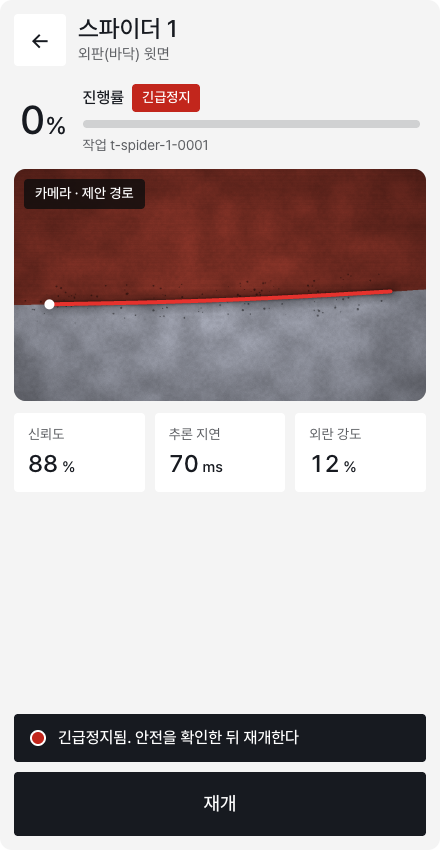 스파이더 1
외판(바닥) 윗면
0%
진행률 긴급정지
작업 t-spider-1-0001
카메라 · 제안 경로
신뢰도
88 %
추론 지연
70 ms
외란 강도
12 %
긴급정지됨. 안전을 확인한 뒤 재개한다
재개